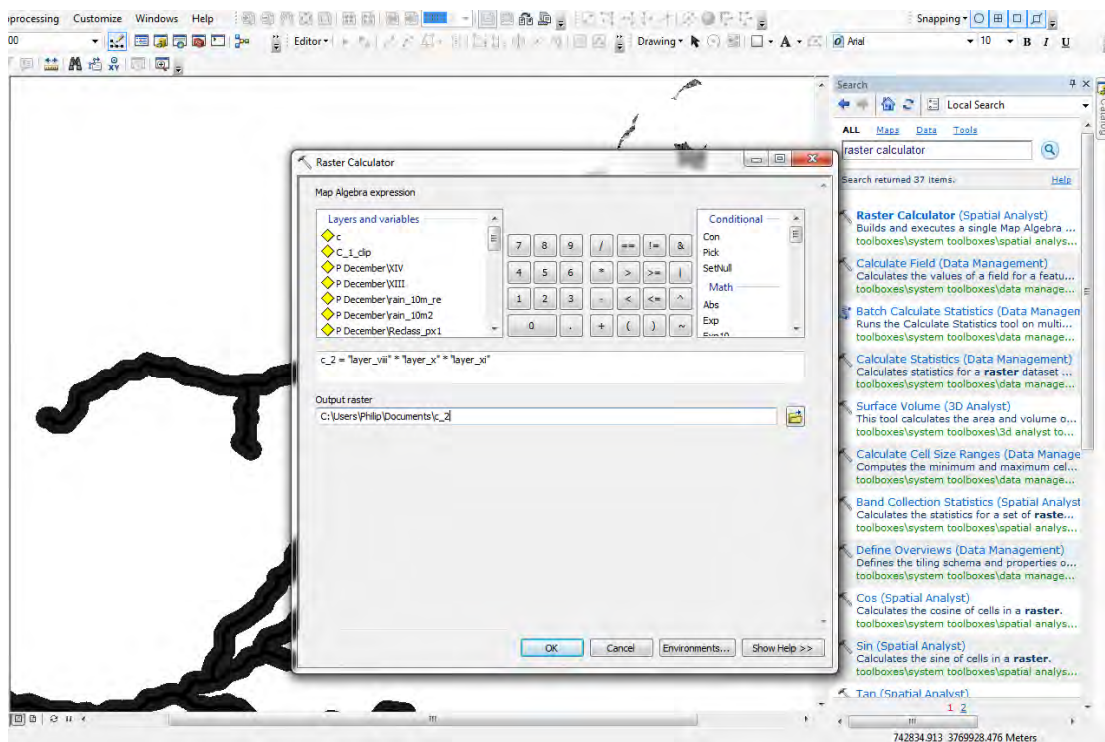 processing Customize Windows Help
Snapping
00
Editor
Drawing
A
Arial
10
B I U
XY
Search
Catalog
Local Search
ALL Maps Data Tools
raster calculator
Search returned 37 items.
Help
Raster Calculator (Spatial Analyst)
Builds and executes a single Map Algebra ...
toolboxes\system toolboxes\spatial analys...
Calculate Field (Data Management)
Calculates the values of a field for a featu...
toolboxes\system toolboxes\data manage...
Batch Calculate Statistics (Data Managen
Runs the Calculate Statistics tool on multi...
toolboxes\system toolboxes\data manage...
Calculate Statistics (Data Management)
Calculates statistics for a raster dataset ...
toolboxes\system toolboxes\data manage...
Surface Volume (3D Analyst)
This tool calculates the area and volume o...
toolboxes\system toolboxes\3d analyst to...
Calculate Cell Size Ranges (Data Manage
Computes the minimum and maximum cel...
toolboxes\system toolboxes\data manage...
Band Collection Statistics (Spatial Analyst
Calculates the statistics for a set of raste...
toolboxes\system toolboxes\spatial analys...
Define Overviews (Data Management)
Defines the tiling schema and properties o...
toolboxes\system toolboxes\data manage...
Cos (Spatial Analyst)
Calculates the cosine of cells in a raster.
toolboxes\system toolboxes\spatial analys...
Sin (Spatial Analyst)
Calculates the sine of cells in a raster.
toolboxes\system toolboxes\spatial analys...
Tan (Spatial Analyst)
1 2
Raster Calculator
Map Algebra expression
Layers and variables
c
C_1_clip
P December\XIV
P December\XIII
P December\rain_10m_re
P December\rain_10m2
P December\Reclass_px1
7 8 9 / == != &
4 5 6 * > >= |
1 2 3 - < <= ^
0 . + ( ) ~
Conditional
Con
Pick
SetNull
Math
Abs
Exp
Exp10
c_2 = "layer_vii" * "layer_x" * "layer_xi"
Output raster
C:\Users\Philip\Documents\c_2
OK
Cancel
Environments...
Show Help >>
742834.913 3769928.476 Meters